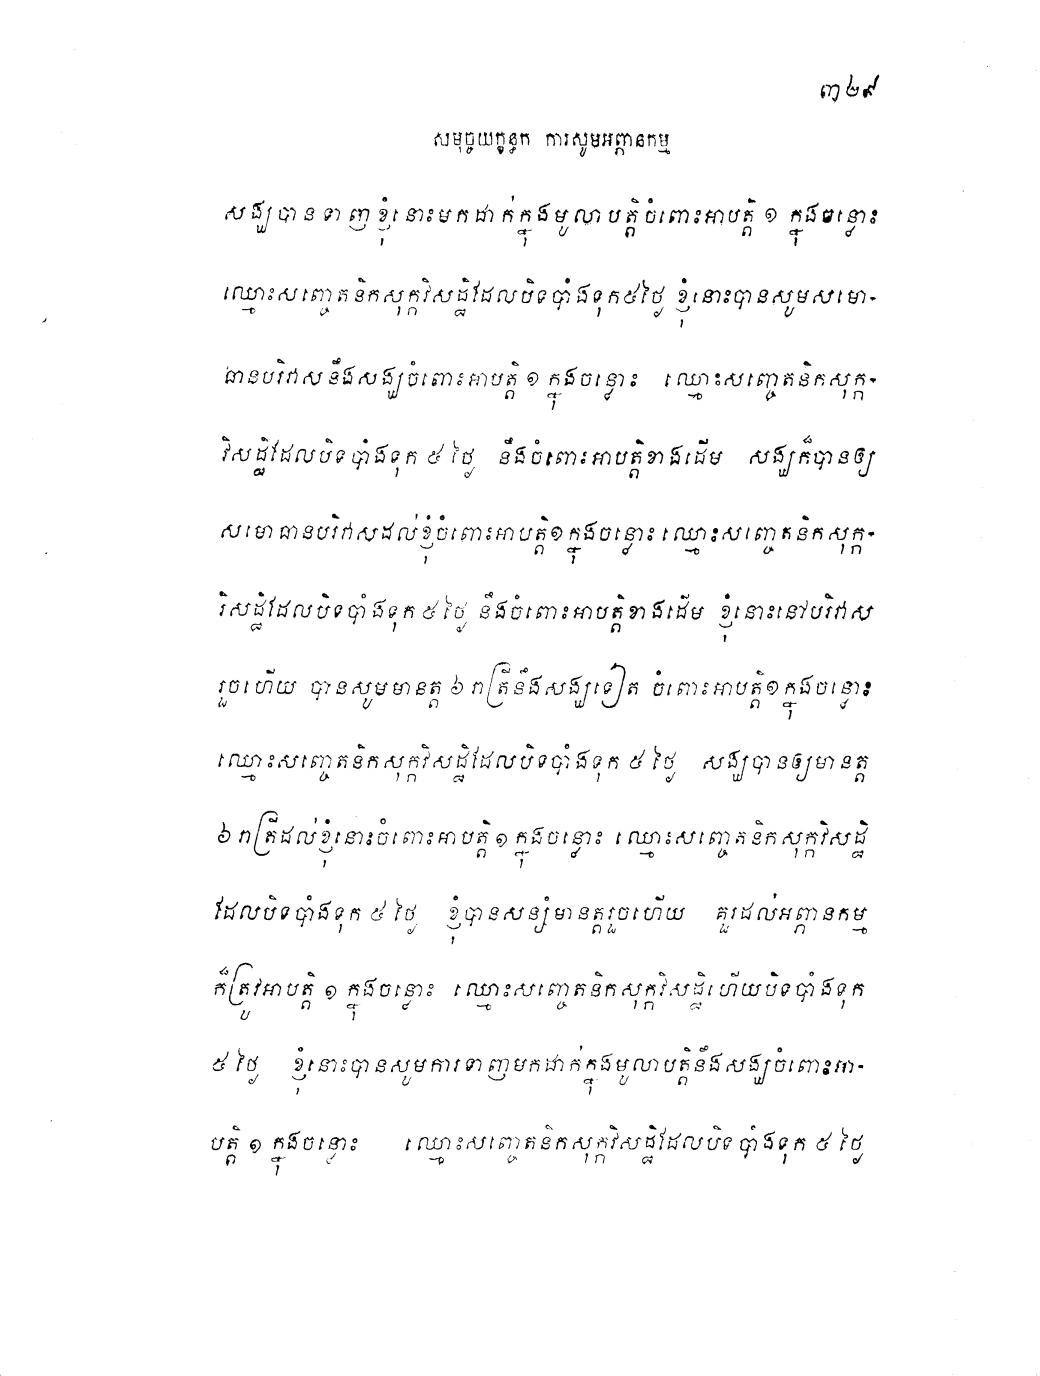 ៣២៩
សមុច្ចយក្ខន្ធក ការសូមអព្ភានកម្ម
សង្ឃបានទាញខ្ញុំនោះមកដាក់ក្នុងមូលាបត្តិចំពោះអាបត្តិ ១ ក្នុងចន្លោះ
ឈ្មោះសញ្ចេតនិកសុក្កវិសដ្ឋិដែលបិទបាំងទុក៥ថ្ងៃ ខ្ញុំនោះបានសូមសមោ-
ធានបរិវាសនឹងសង្ឃចំពោះអាបត្តិ ១ ក្នុងចន្លោះ ឈ្មោះសញ្ចេតនិកសុក្ក-
វិសដ្ឋិដែលបិទបាំងទុក ៥ ថ្ងៃ នឹងចំពោះអាបត្តិខាងដើម សង្ឃក៏បានឲ្យ
សមោធានបរិវាសដល់ខ្ញុំចំពោះអាបត្តិ១ក្នុងចន្លោះ ឈ្មោះសញ្ចេតនិកសុក្ក-
វិសដ្ឋិដែលបិទបាំងទុក ៥ ថ្ងៃ នឹងចំពោះអាបត្តិខាងដើម ខ្ញុំនោះនៅបរិវាស
រួចហើយ បានសូមមានត្ត ៦ រាត្រីនឹងសង្ឃទៀត ចំពោះអាបត្តិ១ក្នុងចន្លោះ
ឈ្មោះសញ្ចេតនិកសុក្កវិសដ្ឋិដែលបិទបាំងទុក ៥ ថ្ងៃ សង្ឃបានឲ្យមានត្ត
៦ រាត្រីដល់ខ្ញុំនោះចំពោះអាបត្តិ ១ ក្នុងចន្លោះ ឈ្មោះសញ្ចេតនិកសុក្កវិសដ្ឋិ
ដែលបិទបាំងទុក ៥ ថ្ងៃ ខ្ញុំបានសន្សំមានត្តរួចហើយ គួរដល់អព្ភានកម្ម
ក៏ត្រូវអាបត្តិ ១ ក្នុងចន្លោះ ឈ្មោះសញ្ចេតនិកសុក្កវិសដ្ឋិហើយបិទបាំងទុក
៥ ថ្ងៃ ខ្ញុំនោះបានសូមការទាញមកដាក់ក្នុងមូលាបត្តិនឹងសង្ឃចំពោះអា-
បត្តិ ១ ក្នុងចន្លោះ ឈ្មោះសញ្ចេតនិកសុក្កវិសដ្ឋិដែលបិទបាំងទុក ៥ ថ្ងៃ